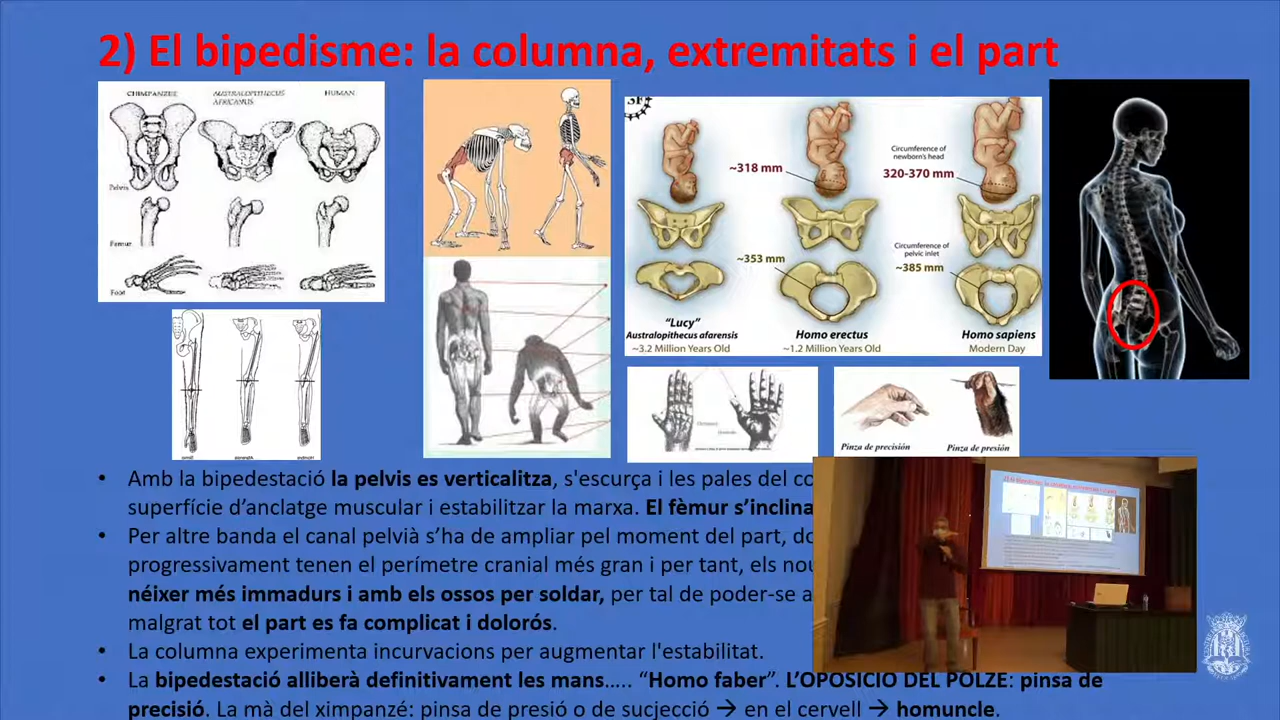 2) El bipedisme: la columna, extremitats i el part
CHIMPANZEE
AUSTRALOPITHECUS AFRICANUS
HUMAN
Pelvis
Femur
Foot
~318 mm
Circumference of newborn's head
320-370 mm
~353 mm
Circumference of pelvic inlet
~385 mm
“Lucy”
Australopithecus afarensis
~3.2 Million Years Old
Homo erectus
~1.2 Million Years Old
Homo sapiens
Modern Day
Pinza de precisión
Pinza de presión
• Amb la bipedestació la pelvis es verticalitza, s'escurça i les pales del co
superfície d’anclatge muscular i estabilitzar la marxa. El fèmur s’inclina
• Per altre banda el canal pelvià s’ha de ampliar pel moment del part, do
progressivament tenen el perímetre cranial més gran i per tant, els nou
néixer més immadurs i amb els ossos per soldar, per tal de poder-se a
malgrat tot el part es fa complicat i dolorós.
• La columna experimenta incurvacions per augmentar l'estabilitat.
• La bipedestació alliberà definitivament les mans..... “Homo faber”. L’OPOSICIO DEL POLZE: pinsa de
precisió. La mà del ximpanzé: pinsa de presió o de sucjecció → en el cervell → homuncle.